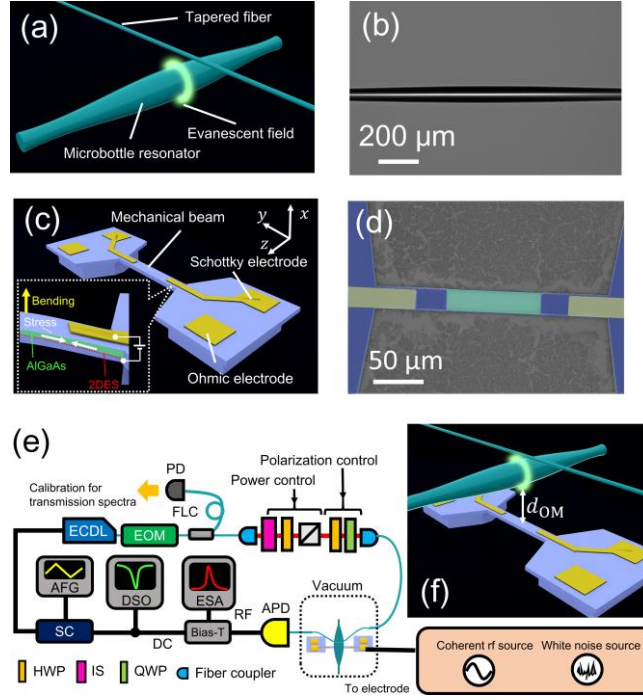 (a)
Tapered fiber
Evanescent field
Microbottle resonator
(b)
200 μm
(c)
Mechanical beam
y
x
z
Schottky electrode
Bending
Stress
AlGaAs
2DES
Ohmic electrode
(d)
50 μm
(e)
PD
Polarization control
Power control
Calibration for
transmission spectra
FLC
ECDL
EOM
AFG
DSO
ESA
RF
APD
Vacuum
SC
DC
Bias-T
HWP
IS
QWP
Fiber coupler
To electrode
d_OM
(f)
Coherent rf source
White noise source